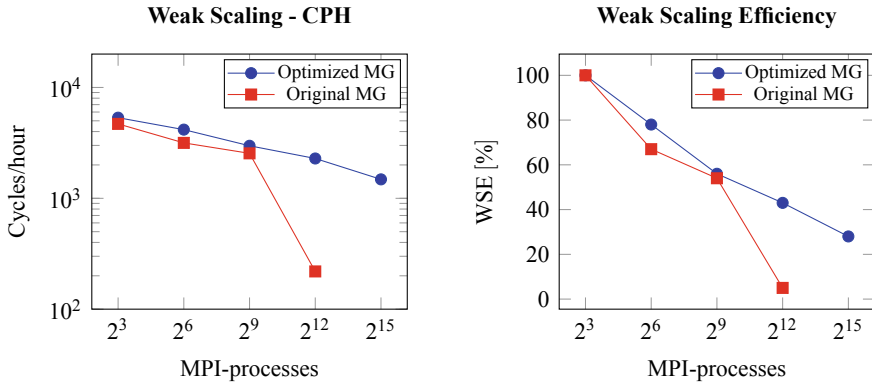 Weak Scaling - CPH
Cycles/hour
10^4
10^3
10^2
Optimized MG
Original MG
2^3 2^6 2^9 2^12 2^15
MPI-processes
Weak Scaling Efficiency
WSE [%]
100
80
60
40
20
0
Optimized MG
Original MG
2^3 2^6 2^9 2^12 2^15
MPI-processes